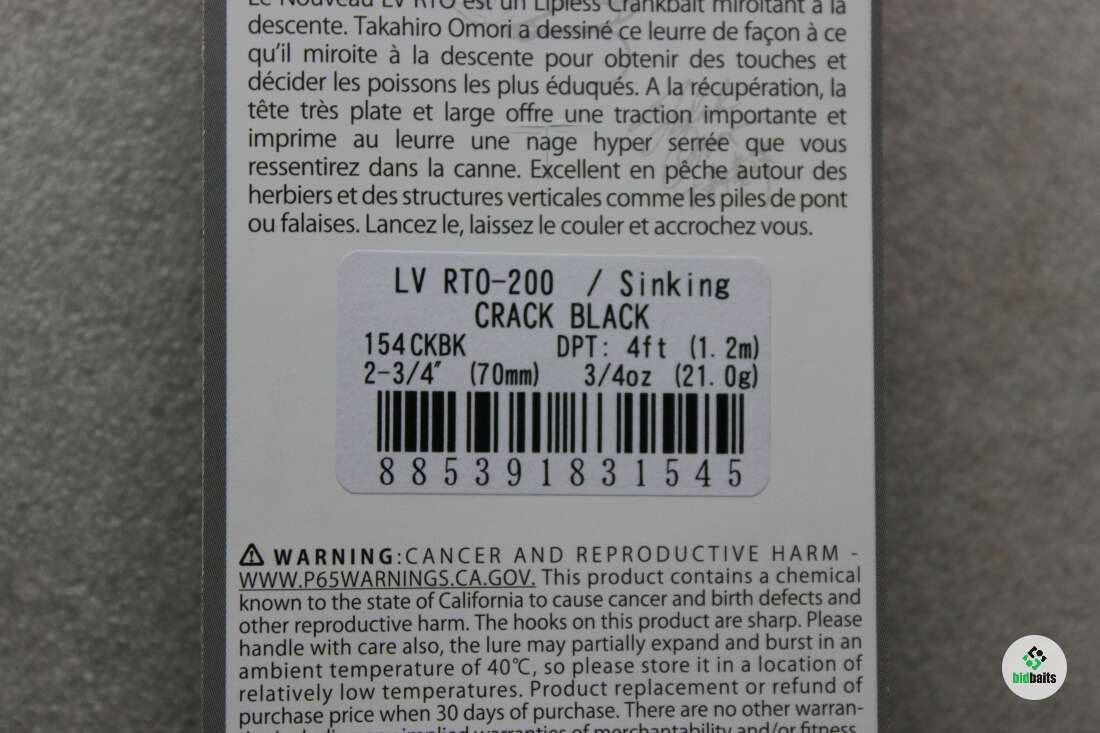 Le Nouveau LV RTO est un Lipless Crankbait miroitant à la
descente. Takahiro Omori a dessiné ce leurre de façon à ce
qu'il miroite à la descente pour obtenir des touches et
décider les poissons les plus éduqués. A la récupération, la
tête très plate et large offre une traction importante et
imprime au leurre une nage hyper serrée que vous
ressentirez dans la canne. Excellent en pêche autour des
herbiers et des structures verticales comme les piles de pont
ou falaises. Lancez le, laissez le couler et accrochez vous.
LV RTO-200 / Sinking
CRACK BLACK
154CKBK DPT: 4ft (1.2m)
2-3/4" (70mm) 3/4oz (21.0g)
885391831545
⚠ WARNING:CANCER AND REPRODUCTIVE HARM -
WWW.P65WARNINGS.CA.GOV. This product contains a chemical
known to the state of California to cause cancer and birth defects and
other reproductive harm. The hooks on this product are sharp. Please
handle with care also, the lure may partially expand and burst in an
ambient temperature of 40℃, so please store it in a location of
relatively low temperatures. Product replacement or refund of
purchase price when 30 days of purchase. There are no other warran-
implied warranties of merchantability and/or fitness
bidbaits